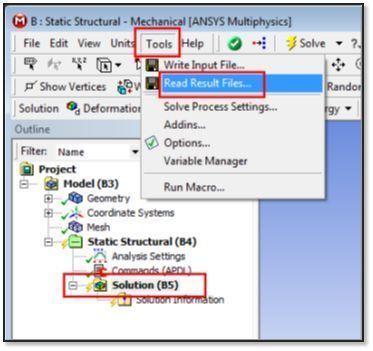 B : Static Structural - Mechanical [ANSYS Multiphysics]
File Edit View Units Tools Help Solve ?
Write Input File...
Read Result Files...
Show Vertices Random
Solve Process Settings...
Solution Deformation
Addins...
Outline
Options...
Filter: Name
Variable Manager
Project
Run Macro...
Model (B3)
Geometry
Coordinate Systems
Mesh
Static Structural (B4)
Analysis Settings
Commands (APDL)
Solution (B5)
Solution Information